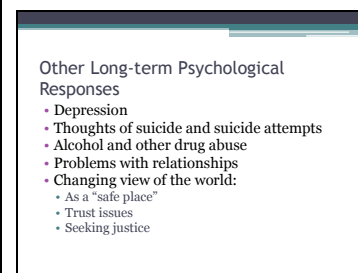 Other Long-term Psychological
Responses
• Depression
• Thoughts of suicide and suicide attempts
• Alcohol and other drug abuse
• Problems with relationships
• Changing view of the world:
• As a “safe place”
• Trust issues
• Seeking justice